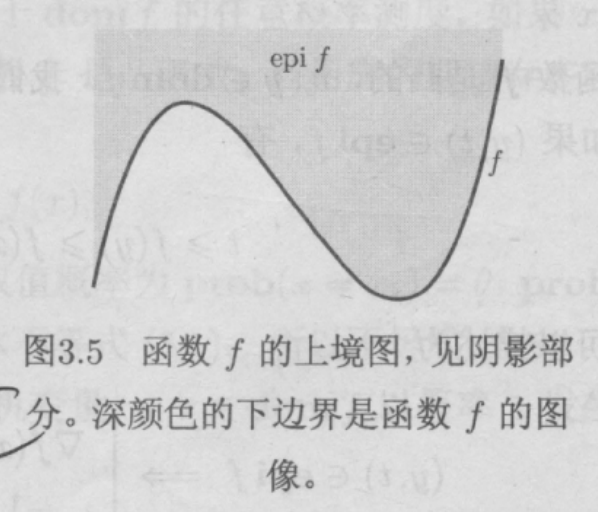 epi f
f
图3.5 函数 f 的上境图，见阴影部
分。深颜色的下边界是函数 f 的图
像。